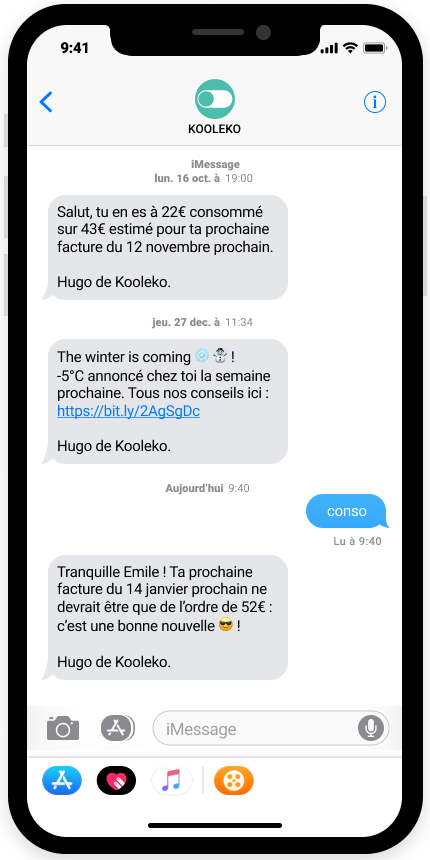 9:41
KOOLEKO
iMessage
lun. 16 oct. à 19:00
Salut, tu en es à 22€ consommé
sur 43€ estimé pour ta prochaine
facture du 12 novembre prochain.
Hugo de Kooleko.
jeu. 27 dec. à 11:34
The winter is coming ❄️ ☃️ !
-5°C annoncé chez toi la semaine
prochaine. Tous nos conseils ici :
https://bit.ly/2AgSgDc
Hugo de Kooleko.
Aujourd'hui 9:40
conso
Lu à 9:40
Tranquille Emile ! Ta prochaine
facture du 14 janvier prochain ne
devrait être que de l'ordre de 52€ :
c'est une bonne nouvelle 😎 !
Hugo de Kooleko.
iMessage